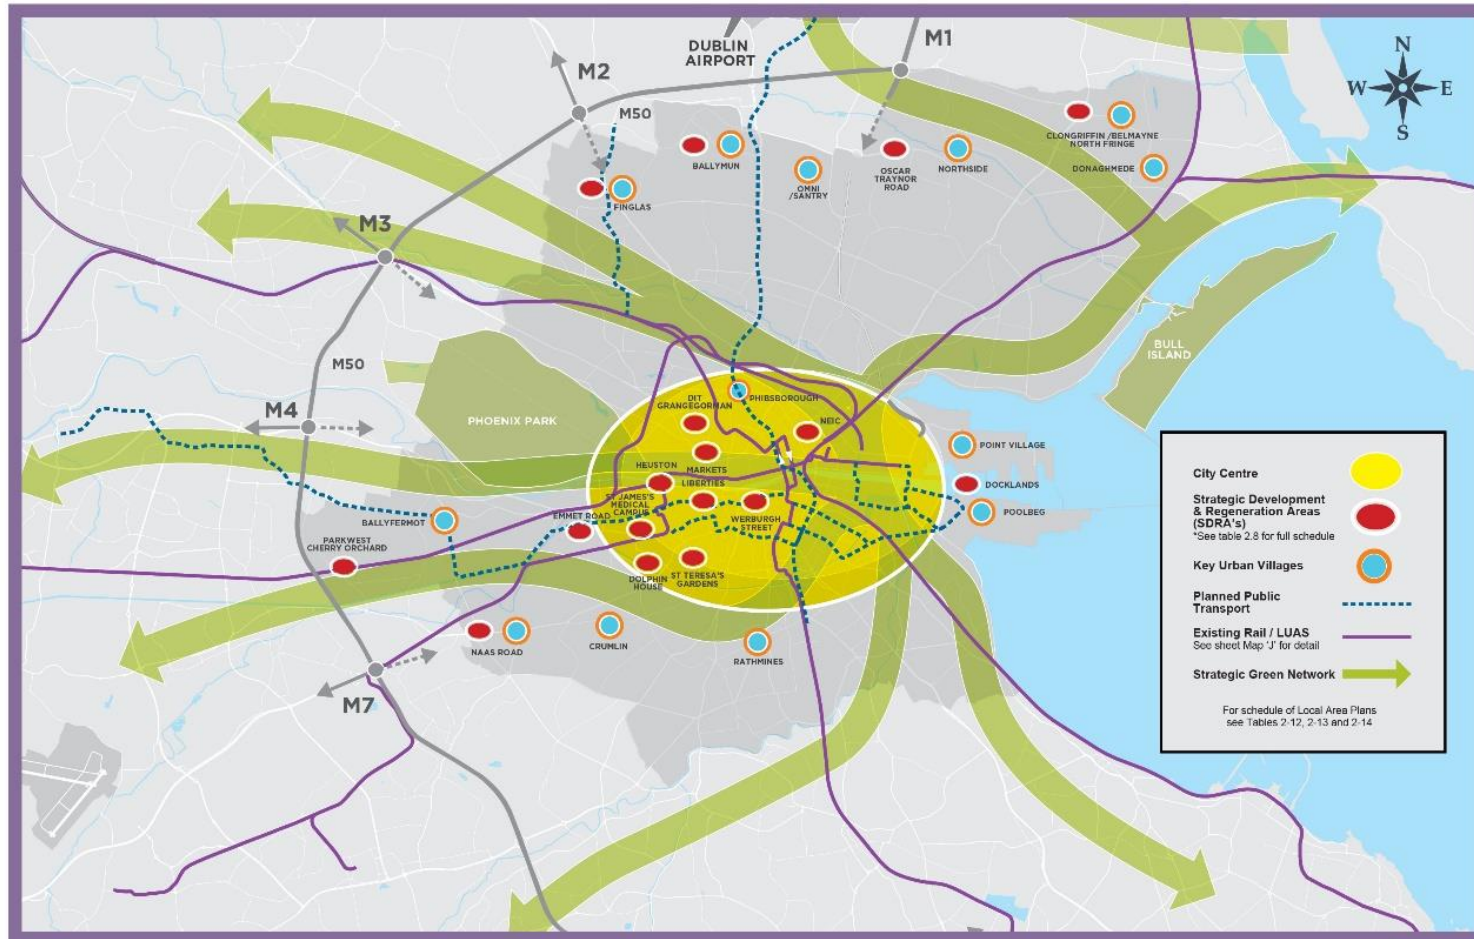 DUBLIN
AIRPORT
M1
M2
M50
N
W
E
S
CLONGRIFFIN /BELMAYNE
NORTH FRINGE
BALLYMUN
OSCAR
TRAYNOR
ROAD
NORTHSIDE
DONAGHMEDE
OMNI
/SANTRY
FINGLAS
M3
BULL
ISLAND
M50
M4
PHOENIX PARK
DIT
GRANGEGORMAN
PHIBSBOROUGH
NEIC
MARKETS
HEUSTON
LIBERTIES
ST JAMES'S
MEDICAL
CAMPUS
WERBURGH
STREET
EMMET ROAD
DOLPHIN
HOUSE
ST TERESA'S
GARDENS
POINT VILLAGE
DOCKLANDS
POOLBEG
BALLYFERMOT
PARKWEST
CHERRY ORCHARD
NAAS ROAD
CRUMLIN
RATHMINES
M7
City Centre
Strategic Development
& Regeneration Areas
(SDRA's)
*See table 2.8 for full schedule
Key Urban Villages
Planned Public
Transport
Existing Rail / LUAS
See sheet Map 'J' for detail
Strategic Green Network
For schedule of Local Area Plans
see Tables 2-12, 2-13 and 2-14